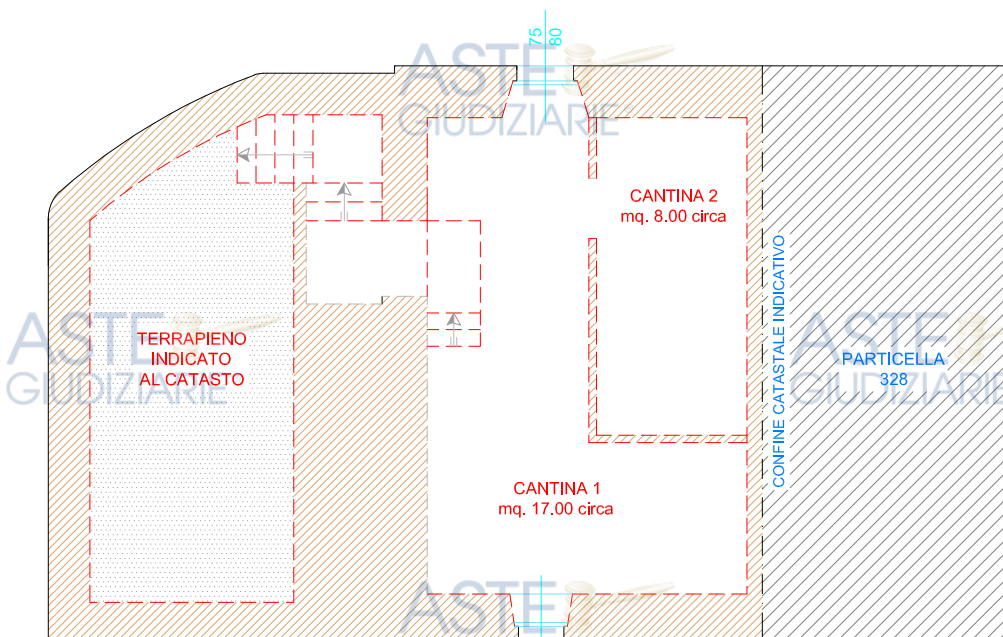 75
80
ASTE
GIUDIZIARIE®
CANTINA 2
mq. 8.00 circa
CONFINE CATASTALE INDICATIVO
ASTE
GIUDIZIARIE
TERRAPIENO
INDICATO
AL CATASTO
ASTE
GIUDIZIARIE
PARTICELLA
328
CANTINA 1
mq. 17.00 circa
ASTE